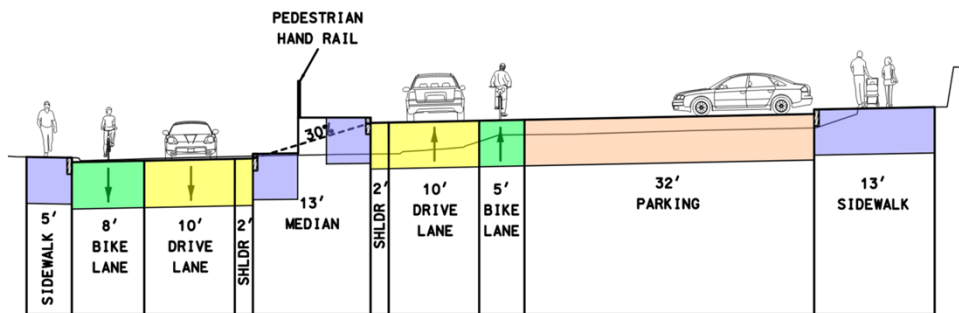 PEDESTRIAN
HAND RAIL
30'
5'
SIDEWALK
8'
BIKE
LANE
10'
DRIVE
LANE
2'
SHLDR
13'
MEDIAN
2'
SHLDR
10'
DRIVE
LANE
5'
BIKE
LANE
32'
PARKING
13'
SIDEWALK